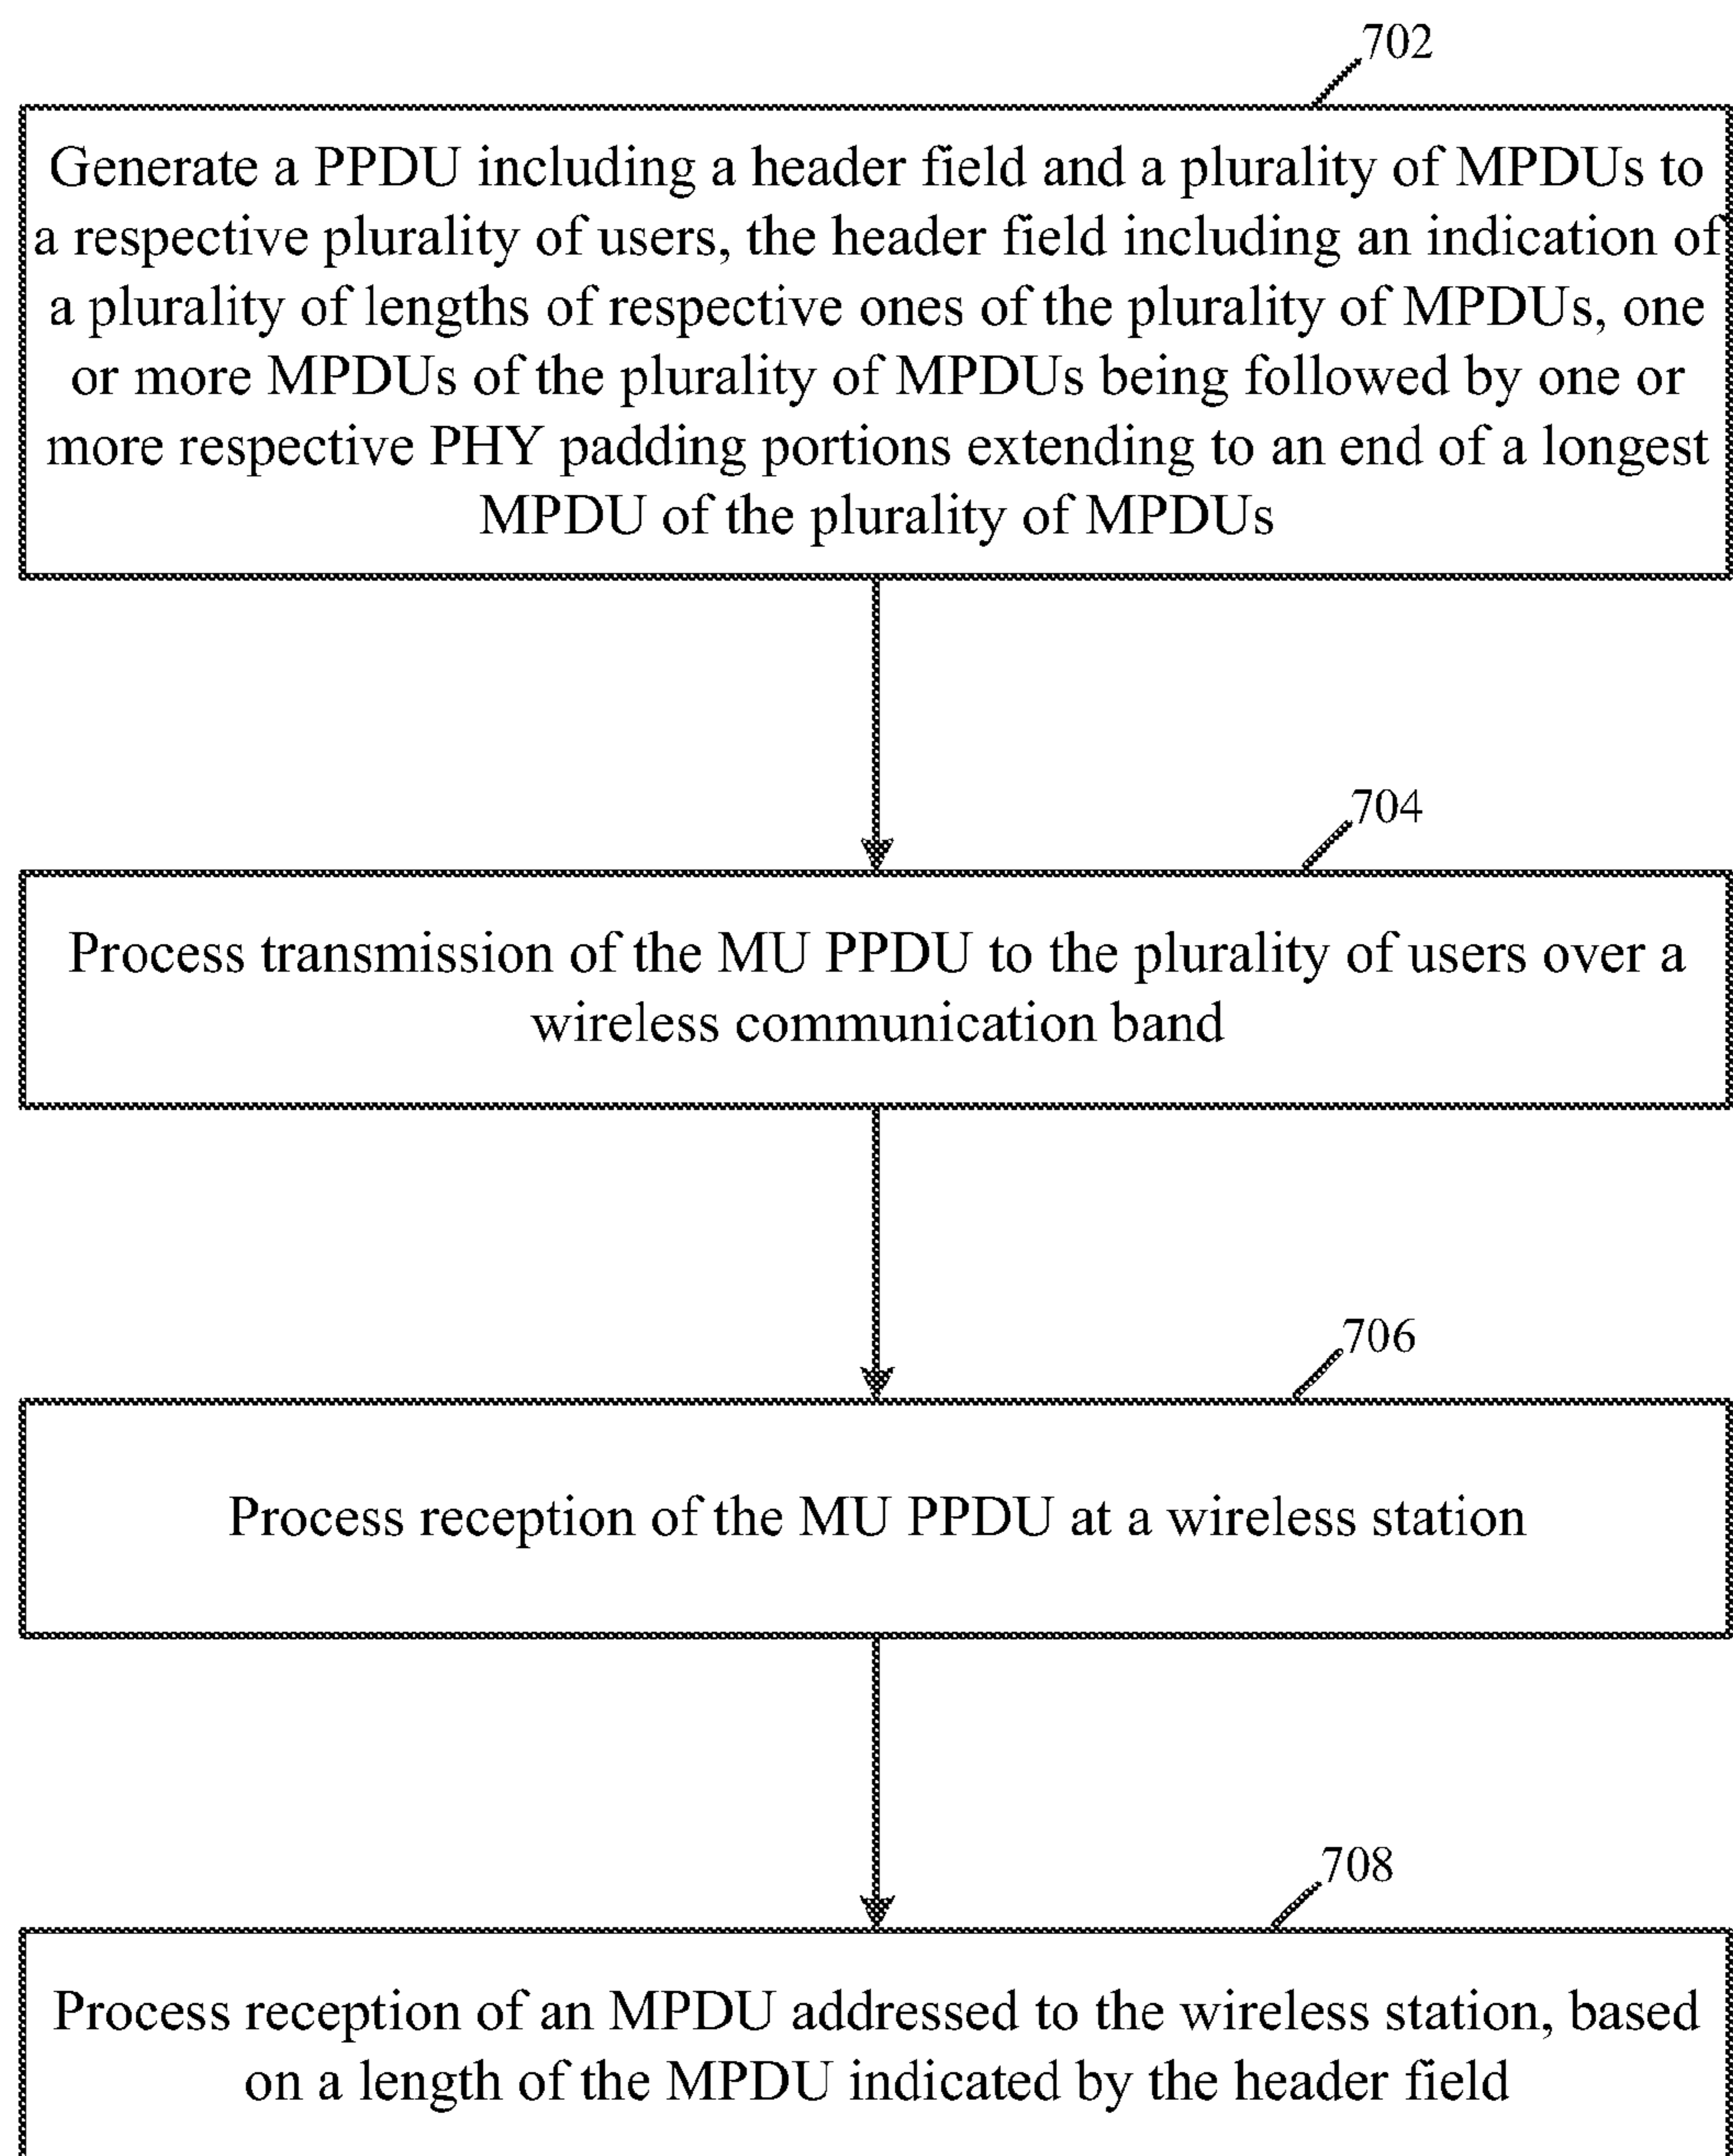 702
Generate a PPDU including a header field and a plurality of MPDUs to
a respective plurality of users, the header field including an indication of
a plurality of lengths of respective ones of the plurality of MPDUs, one
or more MPDUs of the plurality of MPDUs being followed by one or
more respective PHY padding portions extending to an end of a longest
MPDU of the plurality of MPDUs
704
Process transmission of the MU PPDU to the plurality of users over a
wireless communication band
706
Process reception of the MU PPDU at a wireless station
708
Process reception of an MPDU addressed to the wireless station, based
on a length of the MPDU indicated by the header field